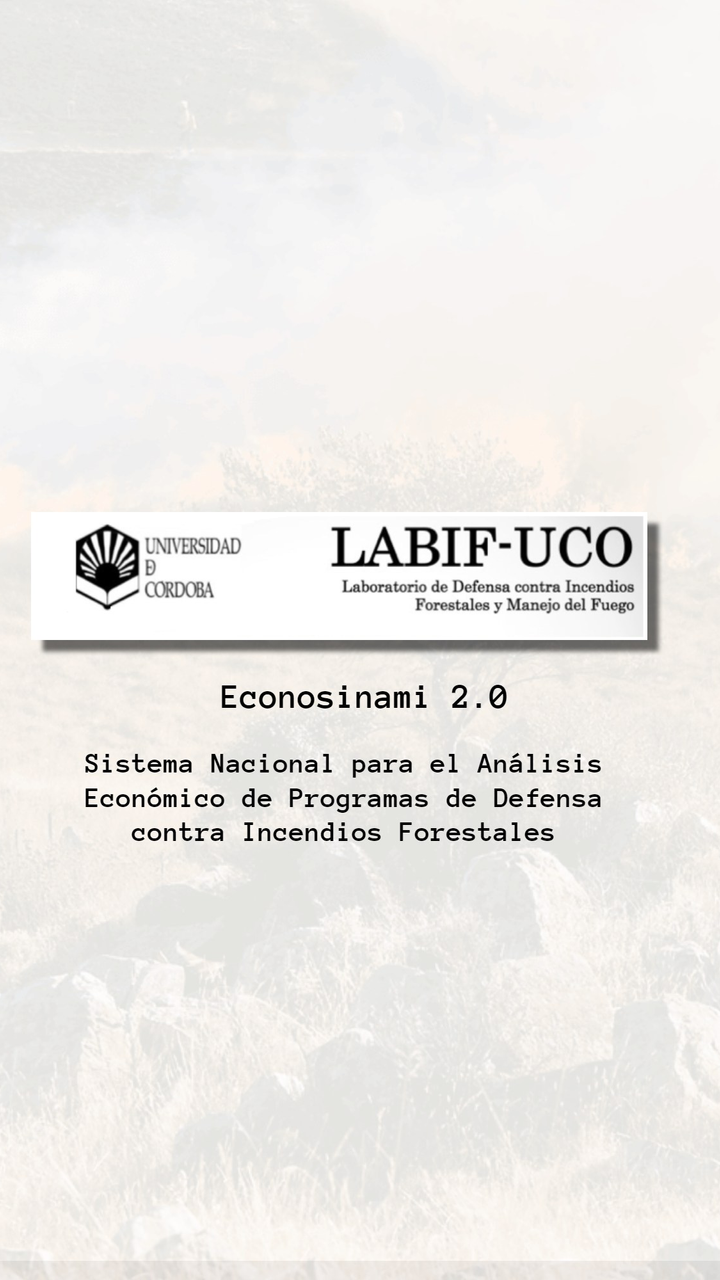 UNIVERSIDAD
Ð
CORDOBA
LABIF-UCO
Laboratorio de Defensa contra Incendios
Forestales y Manejo del Fuego
Econosinami 2.0
Sistema Nacional para el Análisis
Económico de Programas de Defensa
contra Incendios Forestales